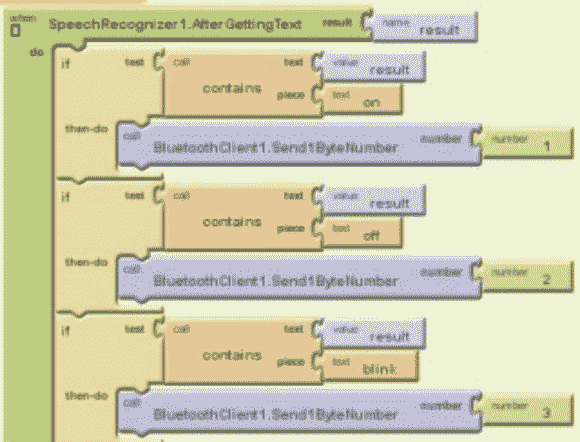 when SpeechRecognizer1.AfterGettingText result name result
do
if test call contains text value result
piece text on
then-do call BluetoothClient1.Send1ByteNumber number number 1
if test call contains text value result
piece text off
then-do call BluetoothClient1.Send1ByteNumber number number 2
if test call contains text value result
piece text blink
then-do call BluetoothClient1.Send1ByteNumber number number 3